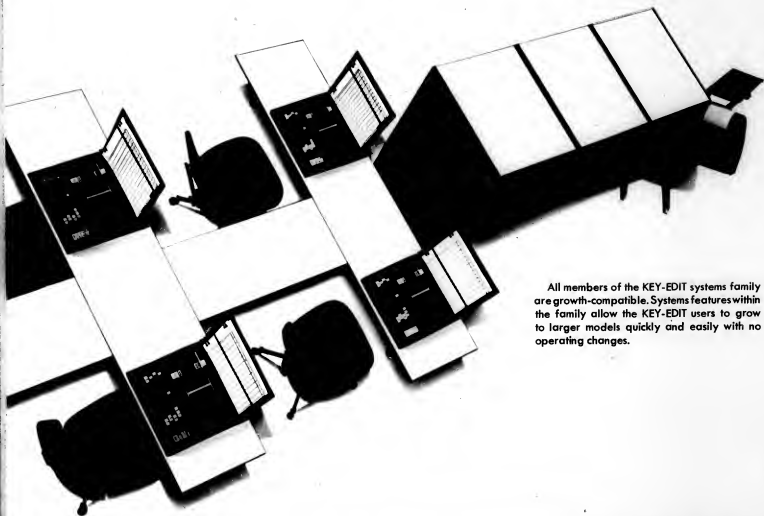 All members of the KEY-EDIT systems family
are growth-compatible. Systems features within
the family allow the KEY-EDIT users to grow
to larger models quickly and easily with no
operating changes.